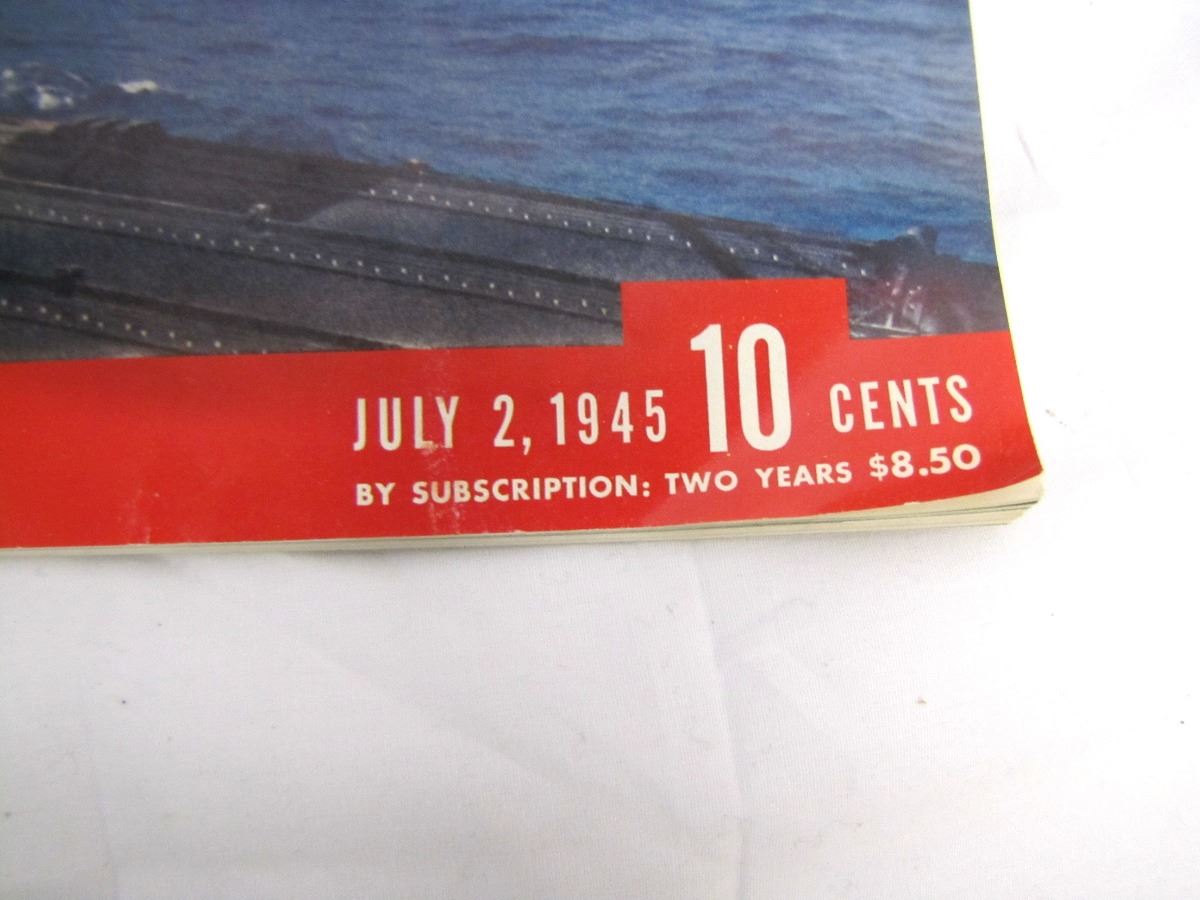 JULY 2, 1945 10 CENTS
BY SUBSCRIPTION: TWO YEARS $8.50